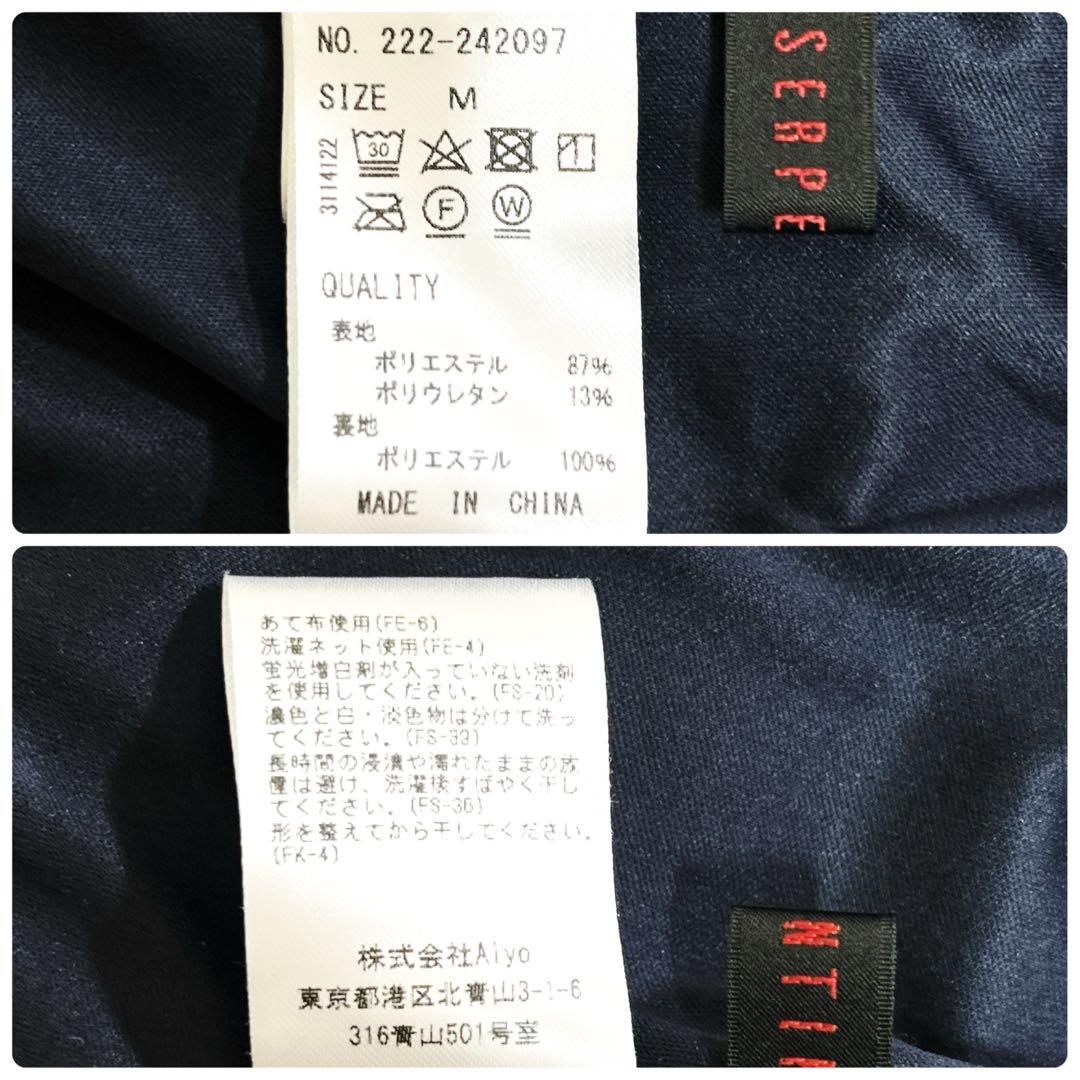 NO. 222-242097
SIZE M
30
3114122
F W
QUALITY
表地
ポリエステル 87%
ポリウレタン 13%
裏地
ポリエステル 100%
MADE IN CHINA
SERPE
あて布使用(FE-6)
洗濯ネット使用(FE-4)
蛍光増白剤が入っていない洗剤
を使用してください。(FS-20)
濃色と白・淡色物は分けて洗っ
てください。(FS-33)
長時間の浸漬や濡れたままの放
置は避け、洗濯後すばやく干し
てください。(FS-36)
形を整えてから干してください。
(FK-4)
株式会社Aiyo
東京都港区北青山3-1-6
316青山501号室
NTI